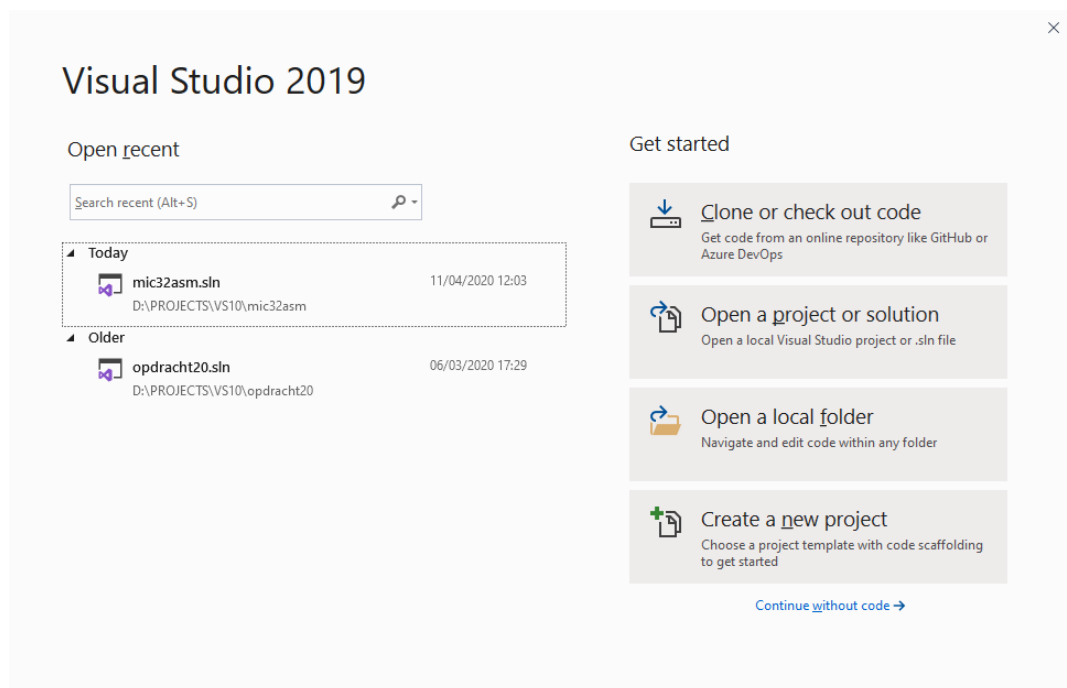 Visual Studio 2019
Open recent
Search recent (Alt+S)
Today
mic32asm.sln
11/04/2020 12:03
D:\PROJECTS\VS10\mic32asm
Older
opdracht20.sln
06/03/2020 17:29
D:\PROJECTS\VS10\opdracht20
Get started
Clone or check out code
Get code from an online repository like GitHub or
Azure DevOps
Open a project or solution
Open a local Visual Studio project or .sln file
Open a local folder
Navigate and edit code within any folder
Create a new project
Choose a project template with code scaffolding
to get started
Continue without code